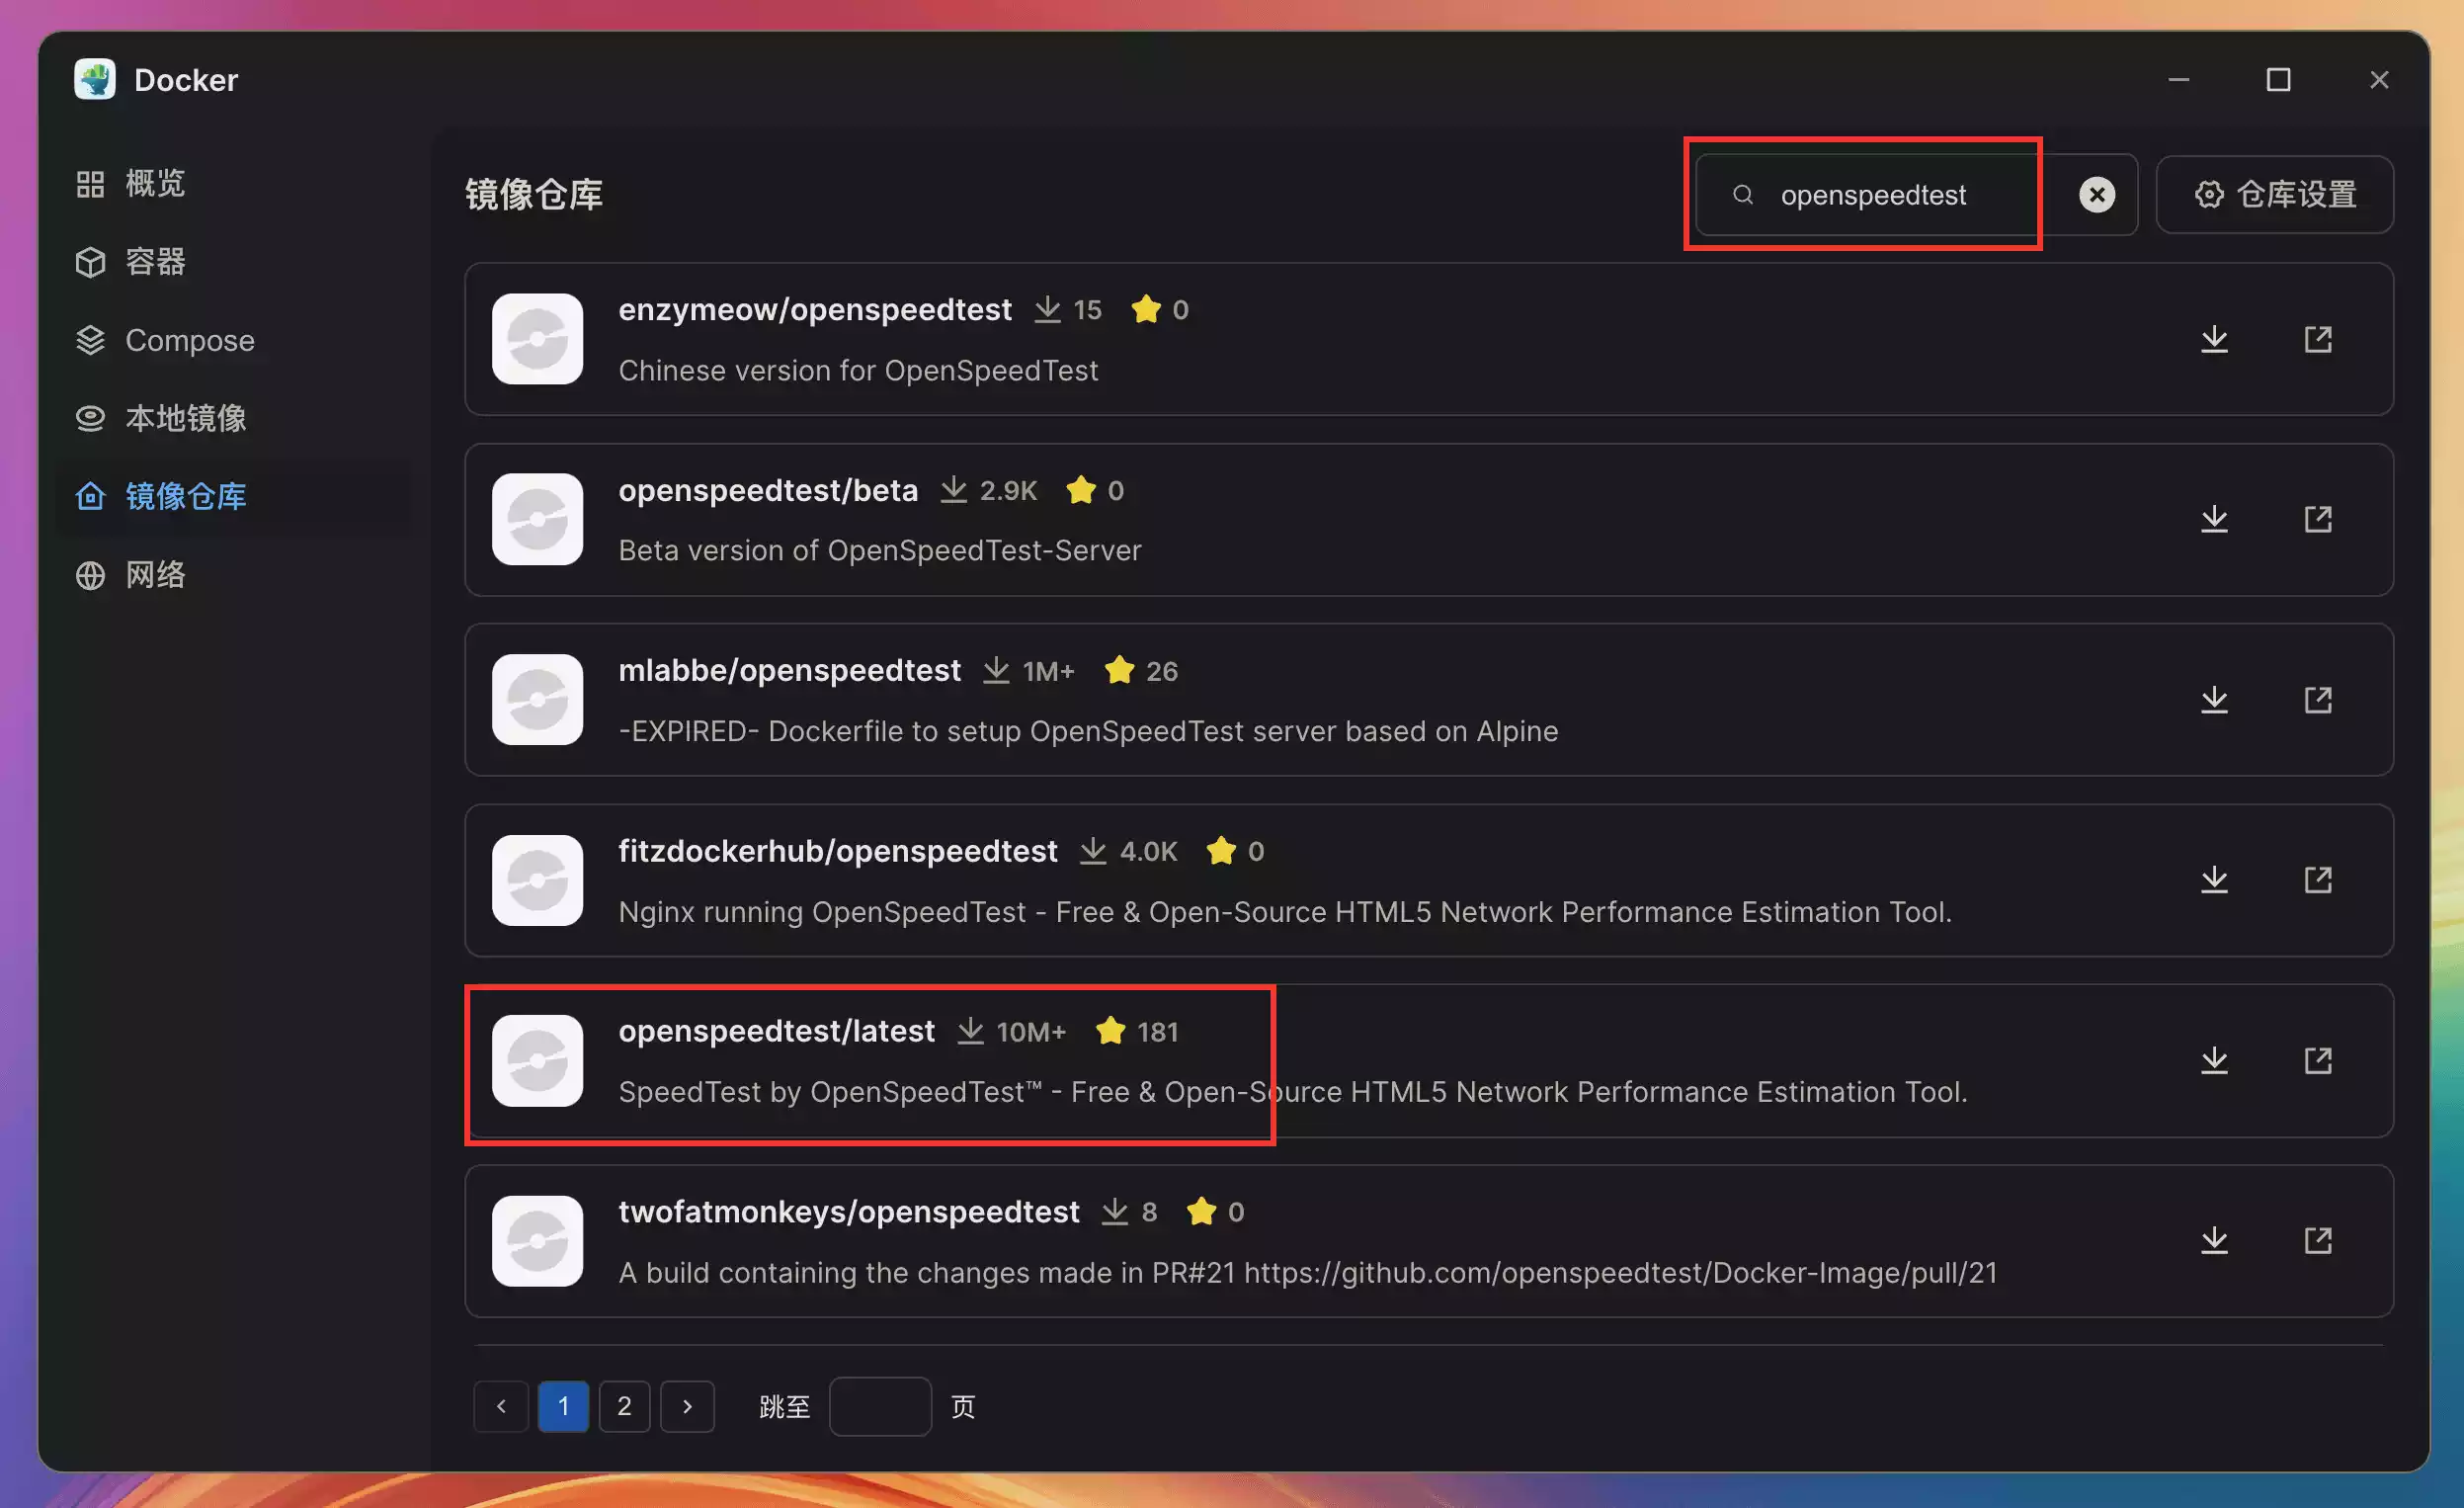 Docker
概览
容器
Compose
本地镜像
镜像仓库
网络
镜像仓库
openspeedtest
仓库设置
enzymeow/openspeedtest 15 0
Chinese version for OpenSpeedTest
openspeedtest/beta 2.9K 0
Beta version of OpenSpeedTest-Server
mlabbe/openspeedtest 1M+ 26
-EXPIRED- Dockerfile to setup OpenSpeedTest server based on Alpine
fitzdockerhub/openspeedtest 4.0K 0
Nginx running OpenSpeedTest - Free & Open-Source HTML5 Network Performance Estimation Tool.
openspeedtest/latest 10M+ 181
SpeedTest by OpenSpeedTest™ - Free & Open-Source HTML5 Network Performance Estimation Tool.
twofatmonkeys/openspeedtest 8 0
A build containing the changes made in PR#21 https://github.com/openspeedtest/Docker-Image/pull/21
1 2 跳至 页